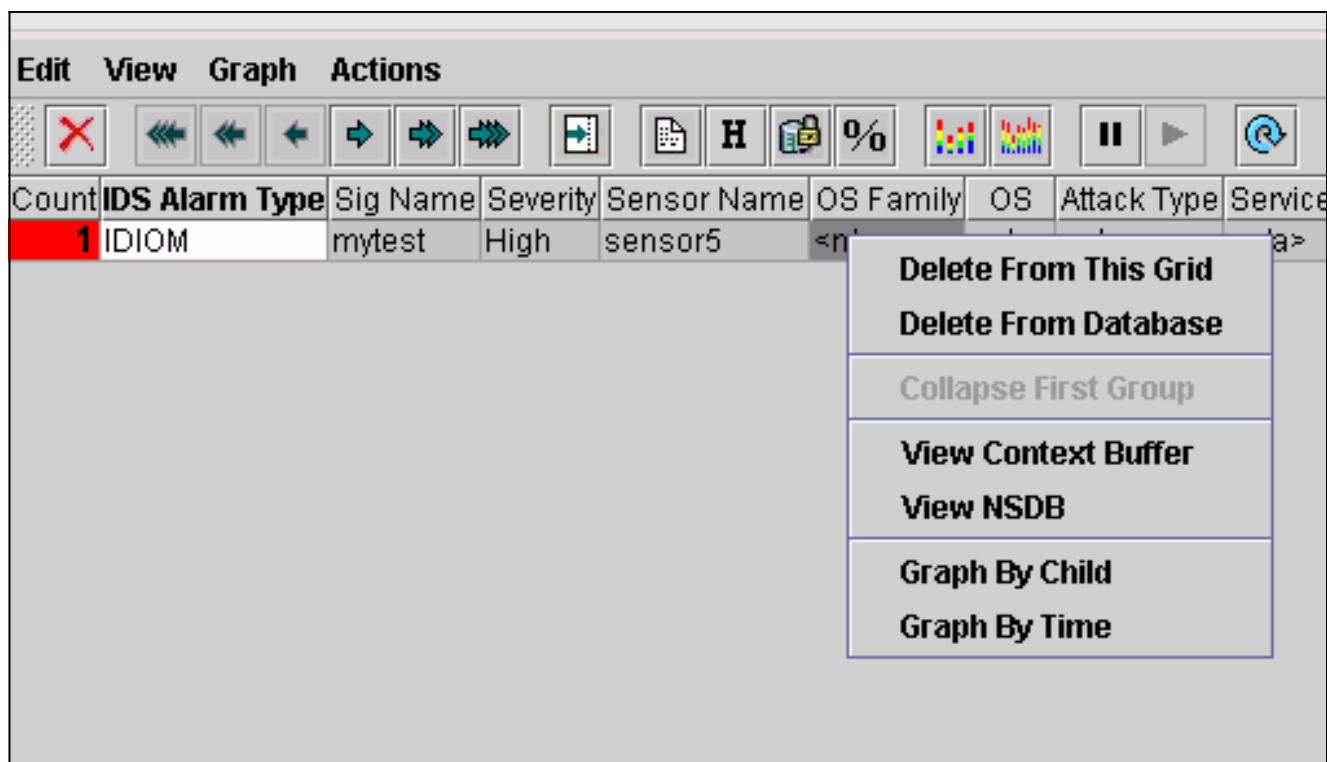 Edit View Graph Actions
H %
Count IDS Alarm Type Sig Name Severity Sensor Name OS Family OS Attack Type Service
1 IDIOM mytest High sensor5 <n a>
Delete From This Grid
Delete From Database
Collapse First Group
View Context Buffer
View NSDB
Graph By Child
Graph By Time